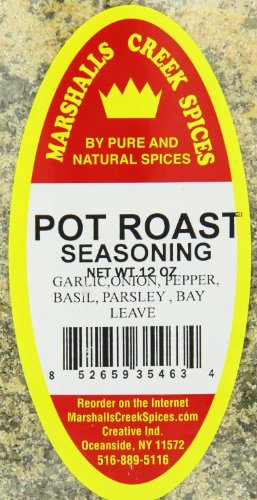 MARSHALLS CREEK SPICES
BY PURE AND
NATURAL SPICES
POT ROAST
SEASONING
NET WT. 12 OZ
GARLIC,ONION, PEPPER,
BASIL, PARSLEY , BAY
LEAVE
8 52659 35463 4
Reorder on the Internet
MarshallsCreekSpices.com
Creative Ind.
Oceanside, NY 11572
516-889-5116